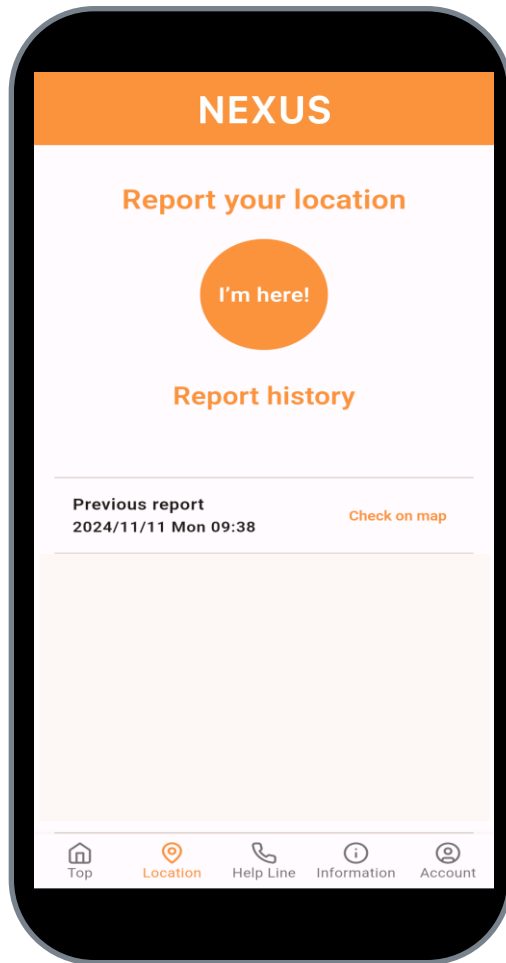 NEXUS
Report your location
I'm here!
Report history
Previous report
2024/11/11 Mon 09:38
Check on map
Top
Location
Help Line
Information
Account